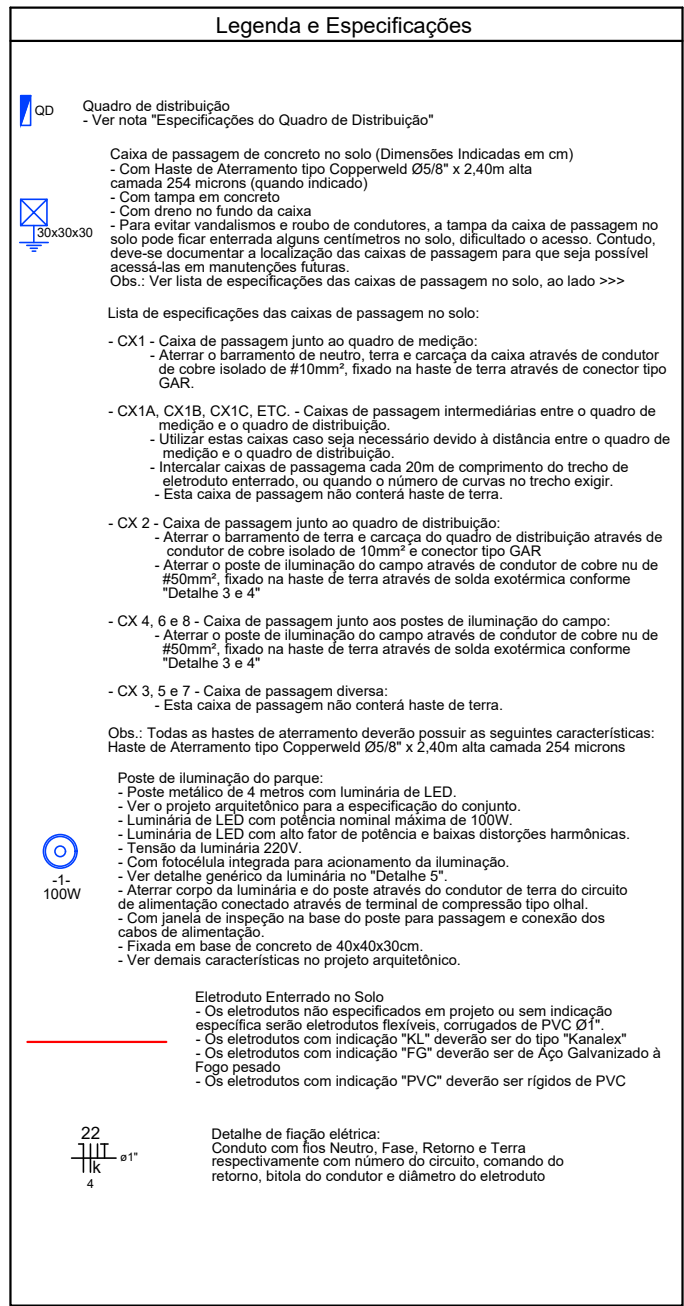 Legenda e Especificações
QD
Quadro de distribuição
- Ver nota "Especificações do Quadro de Distribuição"
Caixa de passagem de concreto no solo (Dimensões Indicadas em cm)
- Com Haste de Aterramento tipo Copperweld Ø5/8" x 2,40m alta
camada 254 microns (quando indicado)
- Com tampa em concreto
- Com dreno no fundo da caixa
- Para evitar vandalismos e roubo de condutores, a tampa da caixa de passagem no
solo pode ficar enterrada alguns centímetros no solo, dificultado o acesso. Contudo,
deve-se documentar a localização das caixas de passagem para que seja possível
acessá-las em manutenções futuras.
Obs.: Ver lista de especificações das caixas de passagem no solo, ao lado >>>
30x30x30
Lista de especificações das caixas de passagem no solo:
- CX1 - Caixa de passagem junto ao quadro de medição:
- Aterrar o barramento de neutro, terra e carcaça da caixa através de condutor
de cobre isolado de #10mm², fixado na haste de terra através de conector tipo
GAR.
- CX1A, CX1B, CX1C, ETC. - Caixas de passagem intermediárias entre o quadro de
medição e o quadro de distribuição.
- Utilizar estas caixas caso seja necessário devido à distância entre o quadro de
medição e o quadro de distribuição.
- Intercalar caixas de passagema cada 20m de comprimento do trecho de
eletroduto enterrado, ou quando o número de curvas no trecho exigir.
- Esta caixa de passagem não conterá haste de terra.
- CX 2 - Caixa de passagem junto ao quadro de distribuição:
- Aterrar o barramento de terra e carcaça do quadro de distribuição através de
condutor de cobre isolado de 10mm² e conector tipo GAR
- Aterrar o poste de iluminação do campo através de condutor de cobre nu de
#50mm², fixado na haste de terra através de solda exotérmica conforme
"Detalhe 3 e 4"
- CX 4, 6 e 8 - Caixa de passagem junto aos postes de iluminação do campo:
- Aterrar o poste de iluminação do campo através de condutor de cobre nu de
#50mm², fixado na haste de terra através de solda exotérmica conforme
"Detalhe 3 e 4"
- CX 3, 5 e 7 - Caixa de passagem diversa:
- Esta caixa de passagem não conterá haste de terra.
Obs.: Todas as hastes de aterramento deverão possuir as seguintes características:
Haste de Aterramento tipo Copperweld Ø5/8" x 2,40m alta camada 254 microns
Poste de iluminação do parque:
- Poste metálico de 4 metros com luminária de LED.
- Ver o projeto arquitetônico para a especificação do conjunto.
- Luminária de LED com potência nominal máxima de 100W.
- Luminária de LED com alto fator de potência e baixas distorções harmônicas.
- Tensão da luminária 220V.
- Com fotocélula integrada para acionamento da iluminação.
- Ver detalhe genérico da luminária no "Detalhe 5".
- Aterrar corpo da luminária e do poste através do condutor de terra do circuito
de alimentação conectado através de terminal de compressão tipo olhal.
- Com janela de inspeção na base do poste para passagem e conexão dos
cabos de alimentação.
- Fixada em base de concreto de 40x40x30cm.
- Ver demais características no projeto arquitetônico.
-1-
100W
Eletroduto Enterrado no Solo
- Os eletrodutos não especificados em projeto ou sem indicação
específica serão eletrodutos flexíveis, corrugados de PVC Ø1".
- Os eletrodutos com indicação "KL" deverão ser do tipo "Kanalex"
- Os eletrodutos com indicação "FG" deverão ser de Aço Galvanizado à
Fogo pesado
- Os eletrodutos com indicação "PVC" deverão ser rígidos de PVC
22
ø1"
k
4
Detalhe de fiação elétrica:
Conduto com fios Neutro, Fase, Retorno e Terra
respectivamente com número do circuito, comando do
retorno, bitola do condutor e diâmetro do eletroduto